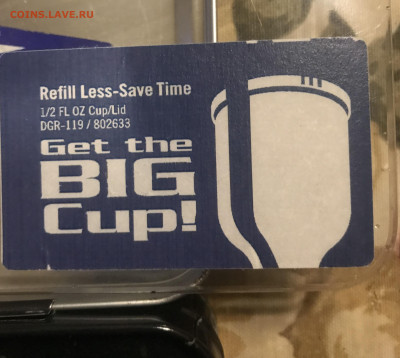 COINS.LAVE.RU
Refill Less-Save Time
1/2 FL OZ Cup/Lid
DGR-119 / 802633
Get the
BIG
Cup!